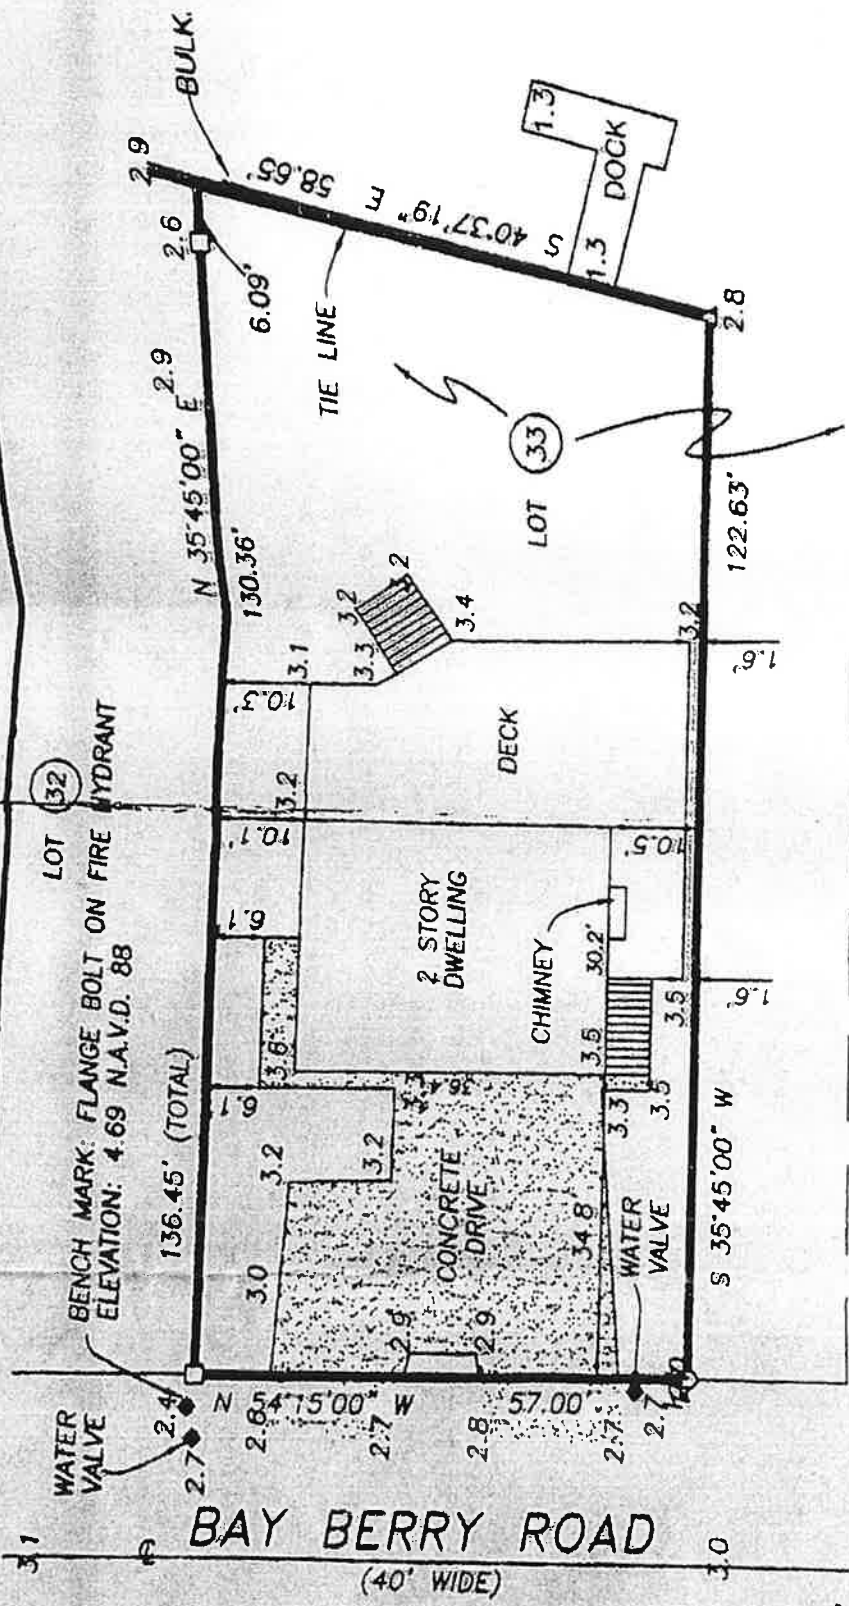 BULK.
2.9
58.65'
S 40°37'19" E
1.3
DOCK
1.3
2.6
6.09'
TIE LINE
2.8
N 35°45'00" E
2.9
130.36'
LOT 33
122.63'
3.2
3.2
3.3
3.4
3.1
10.3'
3.2
1.6'
DECK
LOT 32
BENCH MARK: FLANGE BOLT ON FIRE HYDRANT
ELEVATION: 4.69 N.A.V.D. 88
3.2
10.1'
10.5'
6.1'
2 STORY
DWELLING
CHIMNEY
30.2'
1.6'
136.45' (TOTAL)
3.6
3.5
3.5
6.1'
3.3
3.5
3.2
3.2
3.0
CONCRETE
DRIVE
34.8'
WATER
VALVE
S 35°45'00" W
2.9
2.9
WATER
VALVE
2.4
2.7
N 54°15'00" W
57.00'
2.6
2.7
2.8
2.7
2.7
BAY BERRY ROAD
(40' WIDE)
3.1
3.0